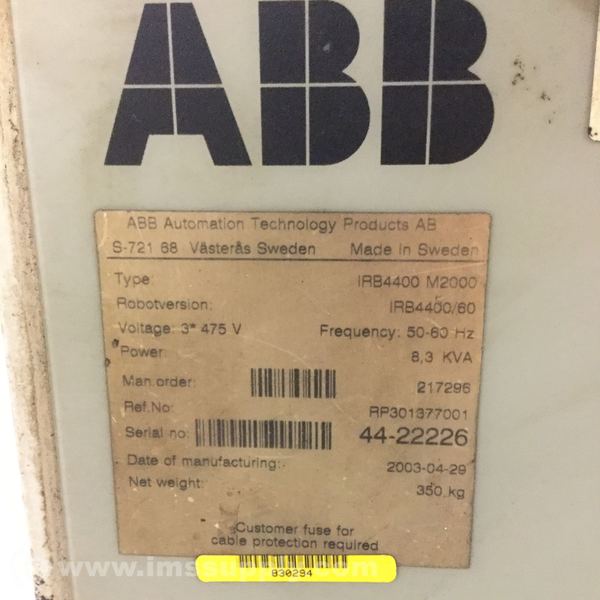 ABB
ABB Automation Technology Products AB
S-721 68 Västerås Sweden Made in Sweden
Type: IRB4400 M2000
Robotversion: IRB4400/60
Voltage: 3* 475 V Frequency: 50-60 Hz
Power: 8,3 KVA
Man.order: 217296
Ref.No: RP301377001
Serial no: 44-22226
Date of manufacturing: 2003-04-29
Net weight: 350 kg
Customer fuse for
cable protection required
830294
© www.imssupply.com